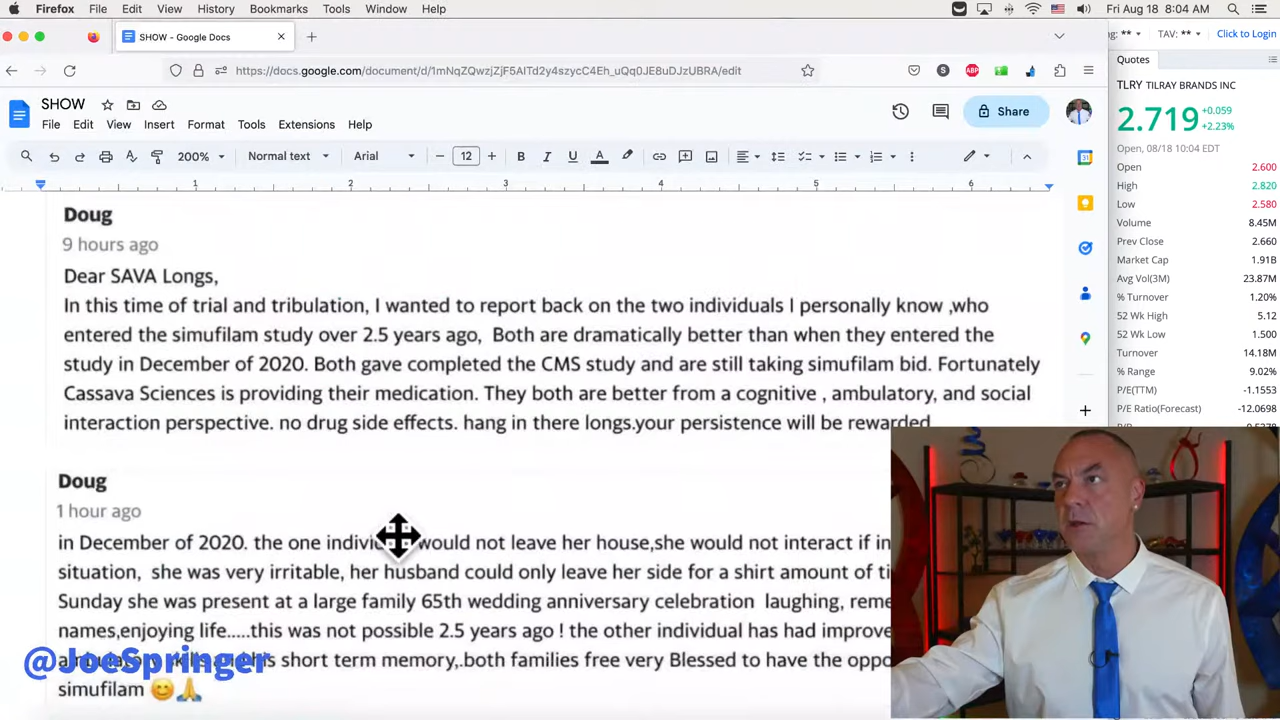 Firefox File Edit View History Bookmarks Tools Window Help Fri Aug 18 8:04 AM
SHOW - Google Docs
https://docs.google.com/document/d/1mNqZQwzjZjF5AITd2y4szycC4Eh_uQq0JE8uDJzUBRA/edit
SHOW
Share
File Edit View Insert Format Tools Extensions Help
200% Normal text Arial 12
1 2 3 4 5 6
Doug
9 hours ago
Dear SAVA Longs,
In this time of trial and tribulation, I wanted to report back on the two individuals I personally know ,who
entered the simufilam study over 2.5 years ago, Both are dramatically better than when they entered the
study in December of 2020. Both gave completed the CMS study and are still taking simufilam bid. Fortunately
Cassava Sciences is providing their medication. They both are better from a cognitive , ambulatory, and social
interaction perspective. no drug side effects. hang in there longs.your persistence will be rewarded
Doug
1 hour ago
in December of 2020. the one would not leave her house,she would not interact if in
situation, she was very irritable, her husband could only leave her side for a shirt amount of
Sunday she was present at a large family 65th wedding anniversary celebration laughing,
names,enjoying life.....this was not possible 2.5 years ago ! the other individual has had
short term memory,.both families free very Blessed to have the
simufilam 😊🙏
@JoeSpringer
TAV: ** Click to Login
Quotes
TLRY TILRAY BRANDS INC
2.719 +0.059
+2.23%
Open, 08/18 10:04 EDT
Open 2.600
High 2.820
Low 2.580
Volume 8.45M
Prev Close 2.660
Market Cap 1.91B
Avg Vol(3M) 23.87M
% Turnover 1.20%
52 Wk High 5.12
52 Wk Low 1.500
Turnover 14.18M
% Range 9.02%
P/E(TTM) -1.1553
P/E Ratio(Forecast) -12.0698